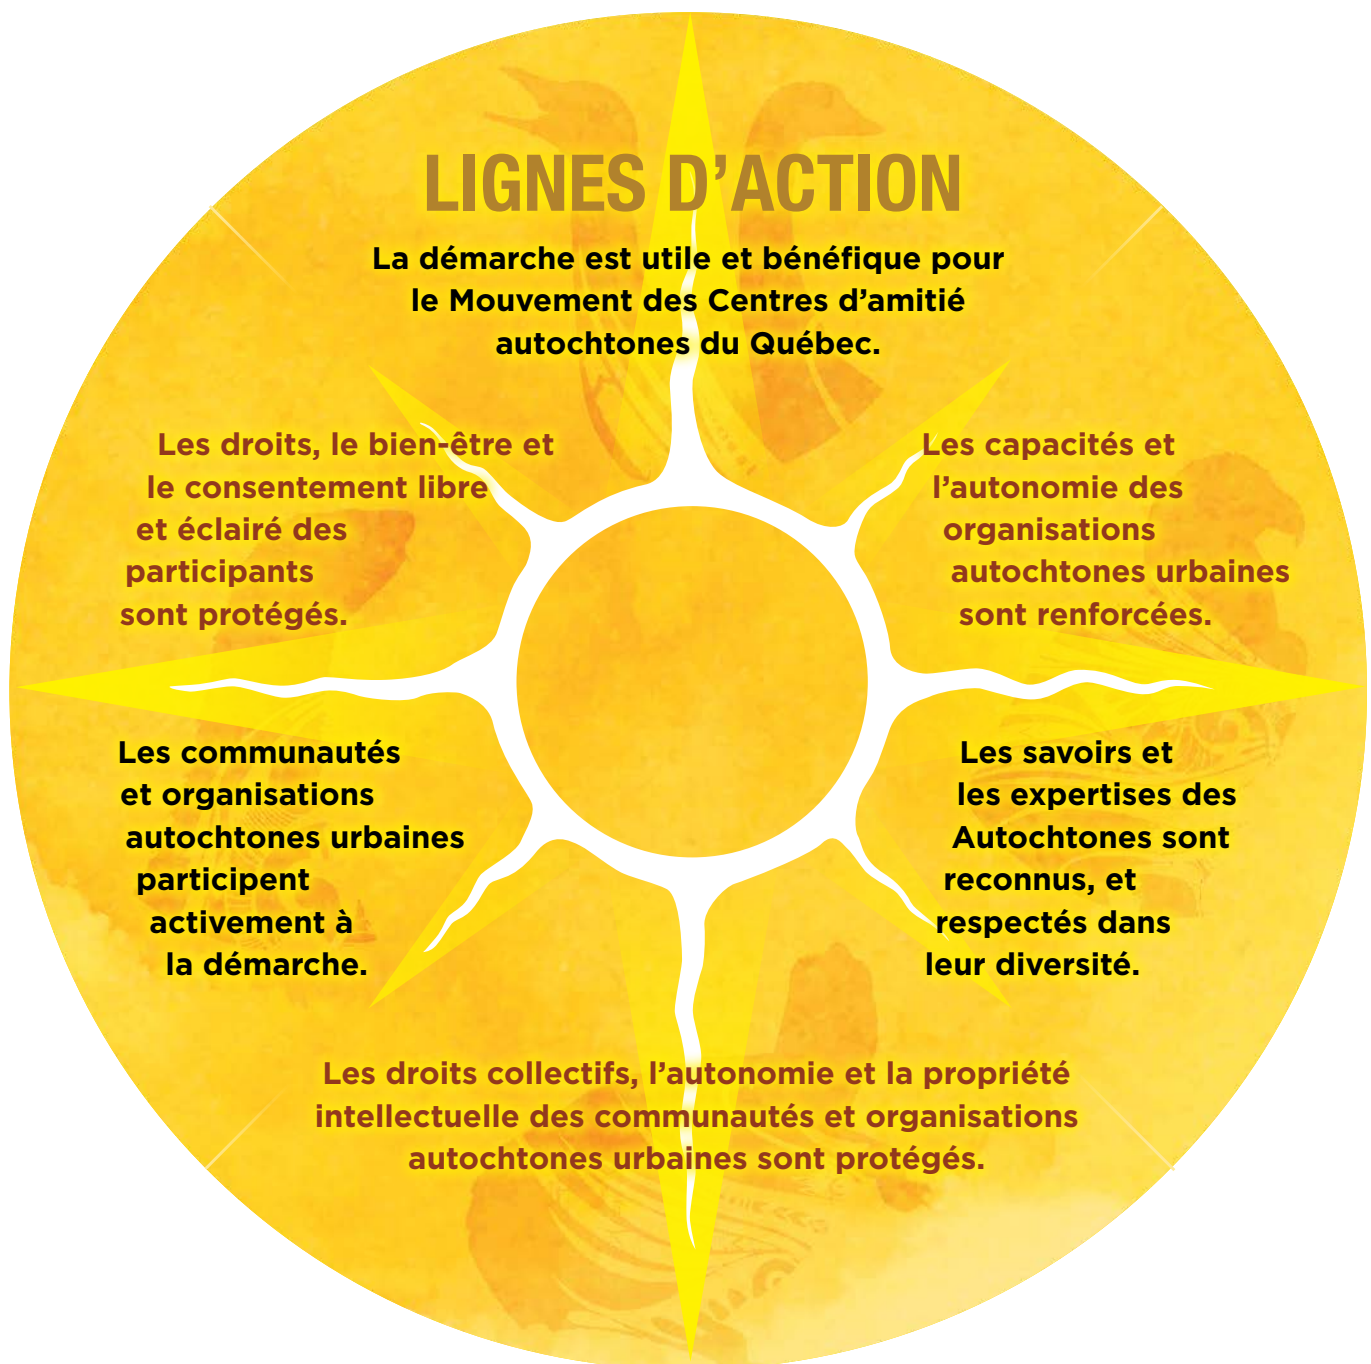 LIGNES D’ACTION
La démarche est utile et bénéfique pour
le Mouvement des Centres d’amitié
autochtones du Québec.
Les droits, le bien-être et
le consentement libre
et éclairé des
participants
sont protégés.
Les capacités et
l’autonomie des
organisations
autochtones urbaines
sont renforcées.
Les communautés
et organisations
autochtones urbaines
participent
activement à
la démarche.
Les savoirs et
les expertises des
Autochtones sont
reconnus, et
respectés dans
leur diversité.
Les droits collectifs, l’autonomie et la propriété
intellectuelle des communautés et organisations
autochtones urbaines sont protégés.